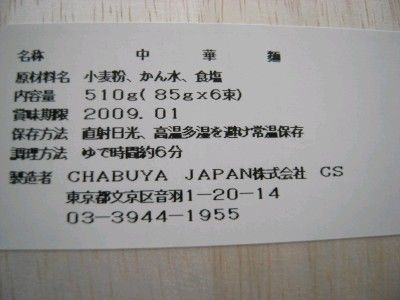 名称 中華麺
原材料名 小麦粉、かん水、食塩
内容量 510g(85g×6束)
賞味期限 2009.01
保存方法 直射日光、高温多湿を避け常温保存
調理方法 ゆで時間約6分
製造者 CHABUYA JAPAN株式会社 CS
東京都文京区音羽1-20-14
03-3944-1955